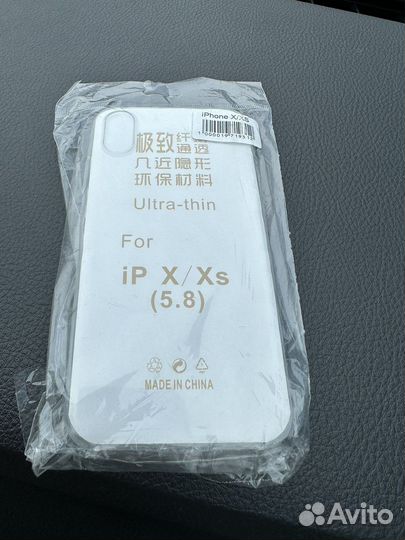 iPhone X/XS
极致纤薄通透
几近隐形
环保材料
Ultra-thin
For
iP X/Xs
(5.8)
MADE IN CHINA
Avito